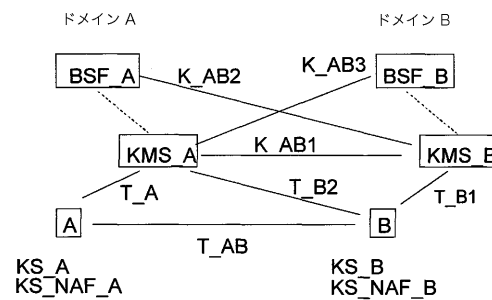 ドメイン A
ドメイン B
BSF_A
K_AB2
K_AB3
BSF_B
KMS_A
K_AB1
KMS_B
T_A
T_B2
T_B1
A
T_AB
B
KS_A
KS_NAF_A
KS_B
KS_NAF_B